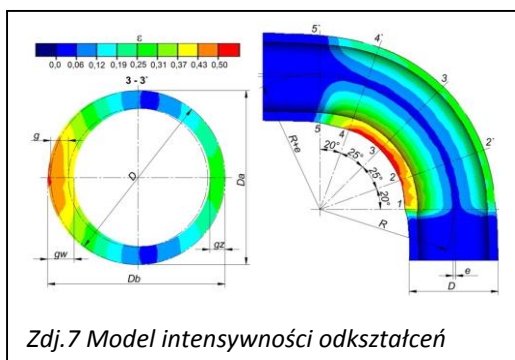 ε
0,0 0,06 0,12 0,19 0,25 0,31 0,37 0,43 0,50
3 - 3'
g
D
Da
gw
gz
Db
5' 4' 3 2'
5 4 3 2 1
20° 25° 25° 20°
R+e
R
e
D
Zdj.7 Model intensywności odkształceń